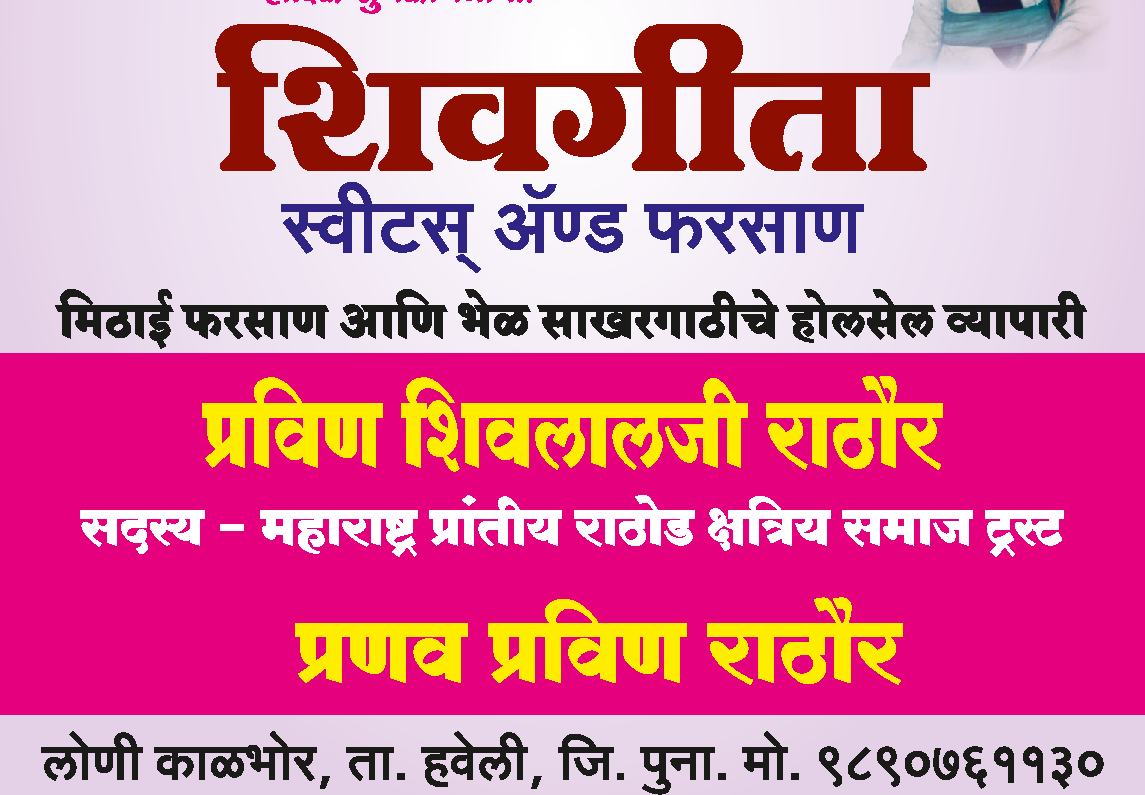 शिवगीता
स्वीटस् ॲण्ड फरसाण
मिठाई फरसाण आणि भेळ साखरगाठीचे होलसेल व्यापारी
प्रविण शिवलालजी राठौर
सदस्य - महाराष्ट्र प्रांतीय राठोड क्षत्रिय समाज ट्रस्ट
प्रणव प्रविण राठौर
लोणी काळभोर, ता. हवेली, जि. पुना. मो. ९८९०७६११३०